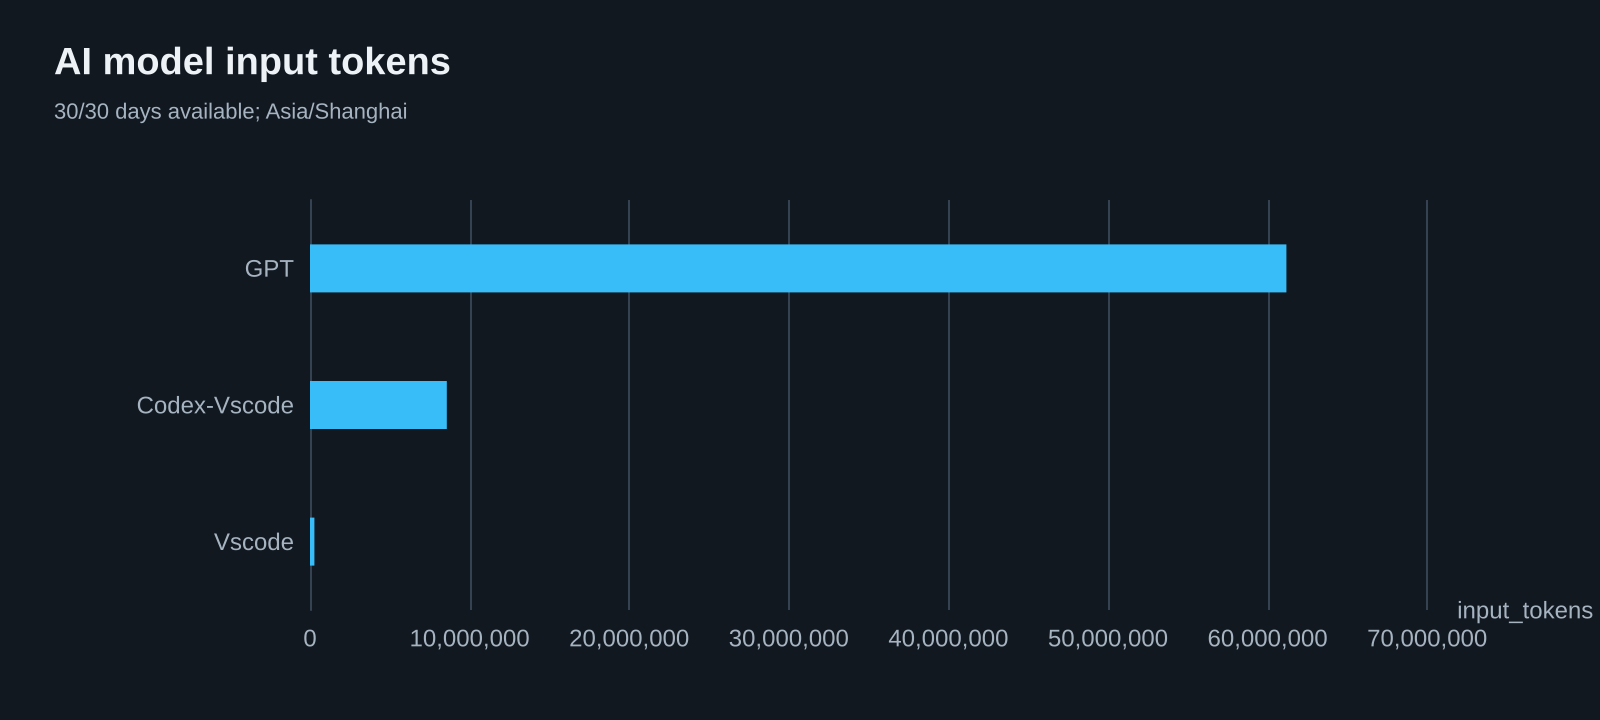 AI model input tokens
30/30 days available; Asia/Shanghai
GPT
Codex-Vscode
Vscode
input_tokens
0 10,000,000 20,000,000 30,000,000 40,000,000 50,000,000 60,000,000 70,000,000